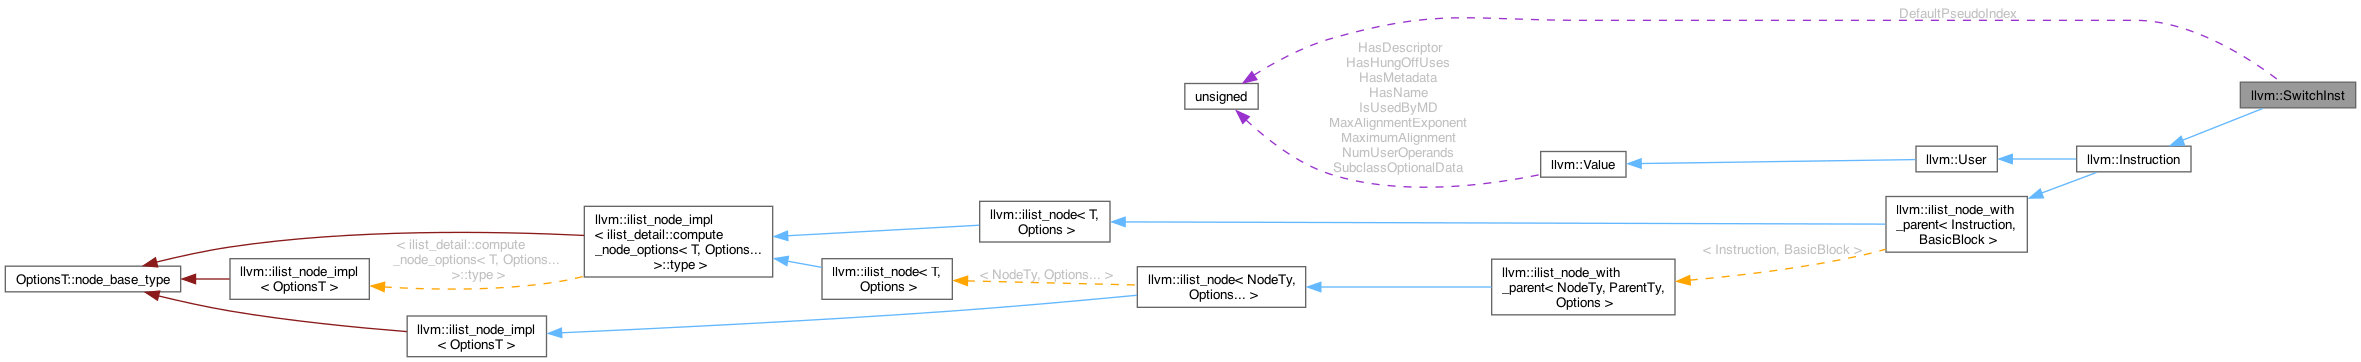 DefaultPseudoIndex
HasDescriptor
HasHungOffUses
HasMetadata
HasName
IsUsedByMD
MaxAlignmentExponent
MaximumAlignment
NumUserOperands
SubclassOptionalData
unsigned
llvm::SwitchInst
llvm::Value
llvm::User
llvm::Instruction
llvm::ilist_node_impl
< ilist_detail::compute
_node_options< T, Options...
>::type >
llvm::ilist_node< T,
Options >
llvm::ilist_node_with
_parent< Instruction,
BasicBlock >
< ilist_detail::compute
_node_options< T, Options...
>::type >
< Instruction, BasicBlock >
OptionsT::node_base_type
llvm::ilist_node_impl
< OptionsT >
llvm::ilist_node< T,
Options >
< NodeTy, Options... >
llvm::ilist_node< NodeTy,
Options... >
llvm::ilist_node_with
_parent< NodeTy, ParentTy,
Options >
llvm::ilist_node_impl
< OptionsT >